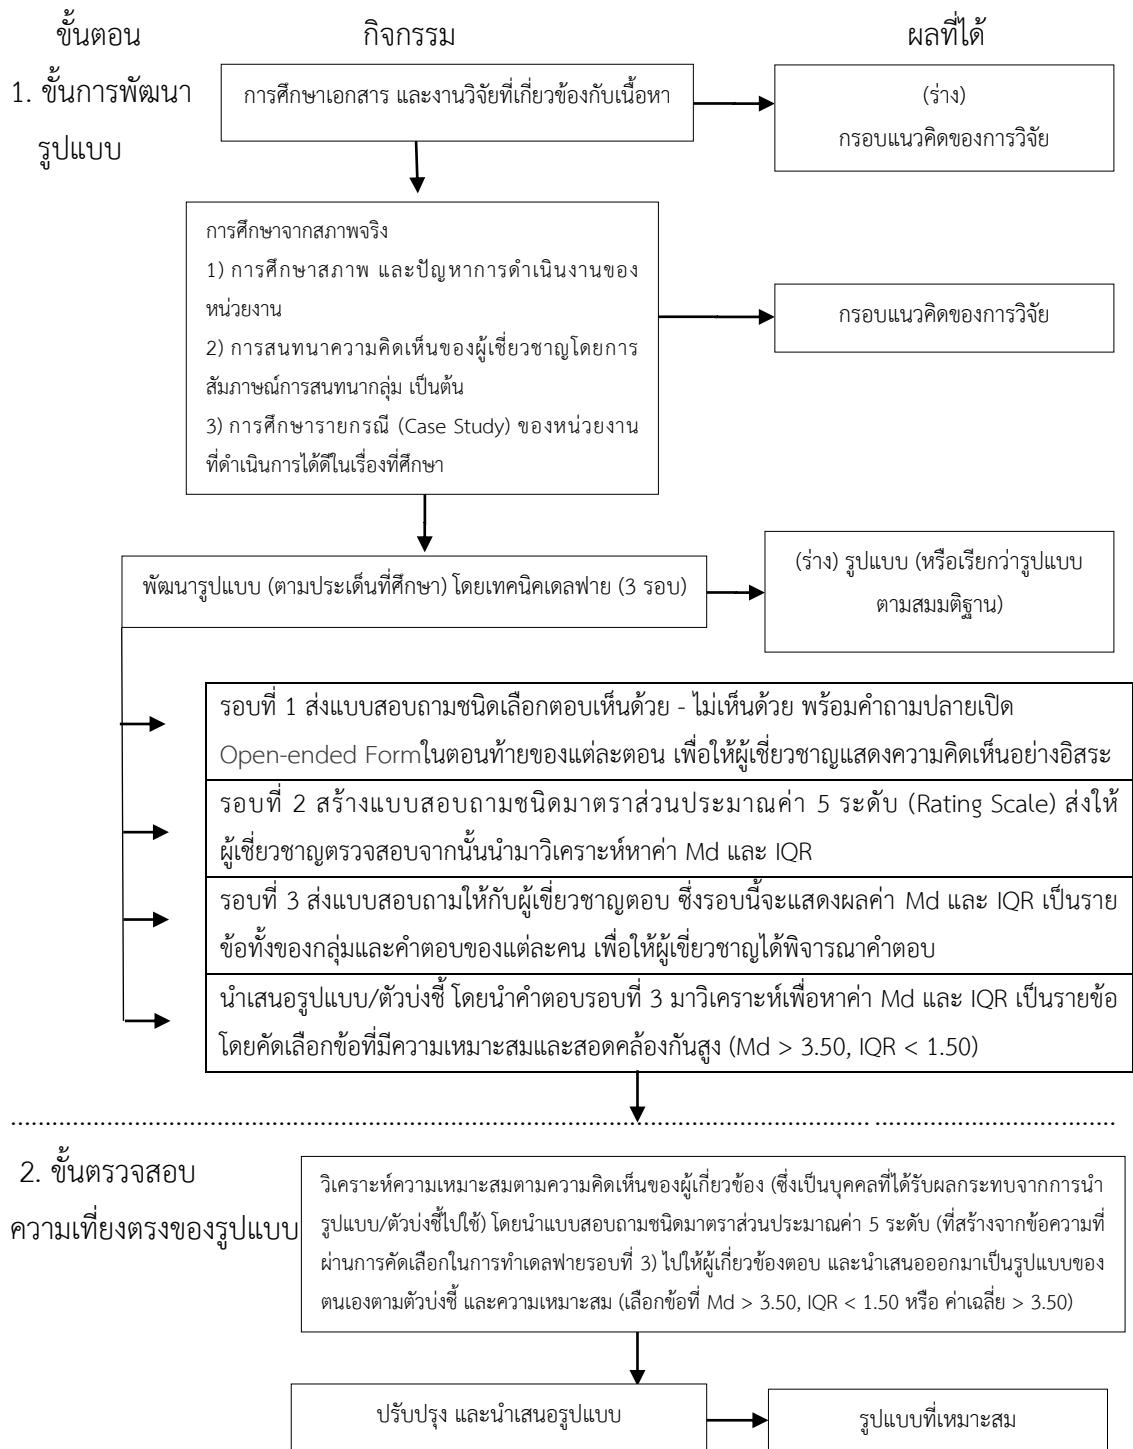 ขั้นตอน
กิจกรรม
ผลที่ได้
1. ขั้นการพัฒนา
รูปแบบ
การศึกษาเอกสาร และงานวิจัยที่เกี่ยวข้องกับเนื้อหา
(ร่าง)
กรอบแนวคิดของการวิจัย
การศึกษาจากสภาพจริง
1) การศึกษาสภาพ และปัญหาการดำเนินงานของ
หน่วยงาน
2) การสนทนาความคิดเห็นของผู้เชี่ยวชาญโดยการ
สัมภาษณ์การสนทนากลุ่ม เป็นต้น
3) การศึกษารายกรณี (Case Study) ของหน่วยงาน
ที่ดำเนินการได้ดีในเรื่องที่ศึกษา
กรอบแนวคิดของการวิจัย
พัฒนารูปแบบ (ตามประเด็นที่ศึกษา) โดยเทคนิคเดลฟาย (3 รอบ)
(ร่าง) รูปแบบ (หรือเรียกว่ารูปแบบ
ตามสมมติฐาน)
รอบที่ 1 ส่งแบบสอบถามชนิดเลือกตอบเห็นด้วย - ไม่เห็นด้วย พร้อมคำถามปลายเปิด
Open-ended Formในตอนท้ายของแต่ละตอน เพื่อให้ผู้เชี่ยวชาญแสดงความคิดเห็นอย่างอิสระ
รอบที่ 2 สร้างแบบสอบถามชนิดมาตราส่วนประมาณค่า 5 ระดับ (Rating Scale) ส่งให้
ผู้เชี่ยวชาญตรวจสอบจากนั้นนำมาวิเคราะห์หาค่า Md และ IQR
รอบที่ 3 ส่งแบบสอบถามให้กับผู้เขี่ยวชาญตอบ ซึ่งรอบนี้จะแสดงผลค่า Md และ IQR เป็นราย
ข้อทั้งของกลุ่มและคำตอบของแต่ละคน เพื่อให้ผู้เชี่ยวชาญได้พิจารณาคำตอบ
นำเสนอรูปแบบ/ตัวบ่งชี้ โดยนำคำตอบรอบที่ 3 มาวิเคราะห์เพื่อหาค่า Md และ IQR เป็นรายข้อ
โดยคัดเลือกข้อที่มีความเหมาะสมและสอดคล้องกันสูง (Md > 3.50, IQR < 1.50)
2. ขั้นตรวจสอบ
ความเที่ยงตรงของรูปแบบ
วิเคราะห์ความเหมาะสมตามความคิดเห็นของผู้เกี่ยวข้อง (ซึ่งเป็นบุคคลที่ได้รับผลกระทบจากการนำ
รูปแบบ/ตัวบ่งชี้ไปใช้) โดยนำแบบสอบถามชนิดมาตราส่วนประมาณค่า 5 ระดับ (ที่สร้างจากข้อความที่
ผ่านการคัดเลือกในการทำเดลฟายรอบที่ 3) ไปให้ผู้เกี่ยวข้องตอบ และนำเสนอออกมาเป็นรูปแบบของ
ตนเองตามตัวบ่งชี้ และความเหมาะสม (เลือกข้อที่ Md > 3.50, IQR < 1.50 หรือ ค่าเฉลี่ย > 3.50)
ปรับปรุง และนำเสนอรูปแบบ
รูปแบบที่เหมาะสม